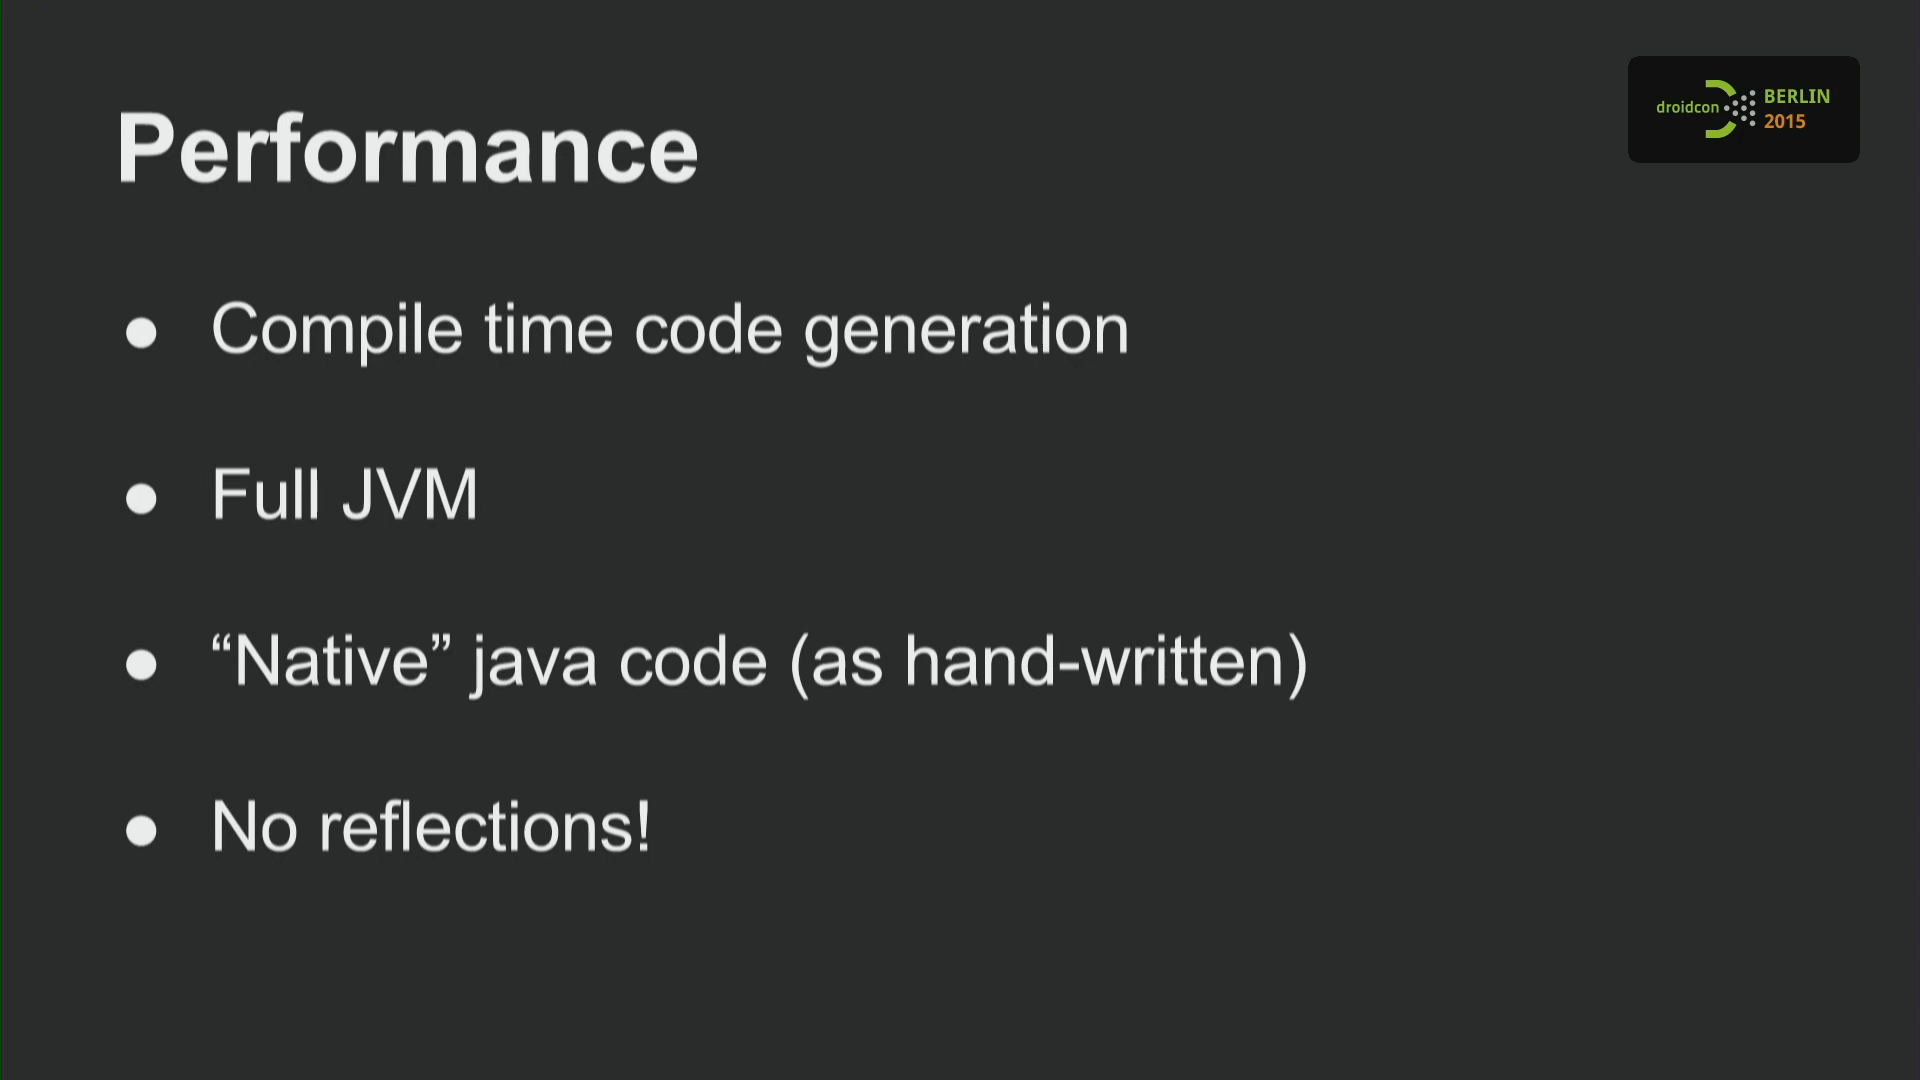 Performance
droidcon BERLIN
2015
● Compile time code generation
● Full JVM
● “Native” java code (as hand-written)
● No reflections!